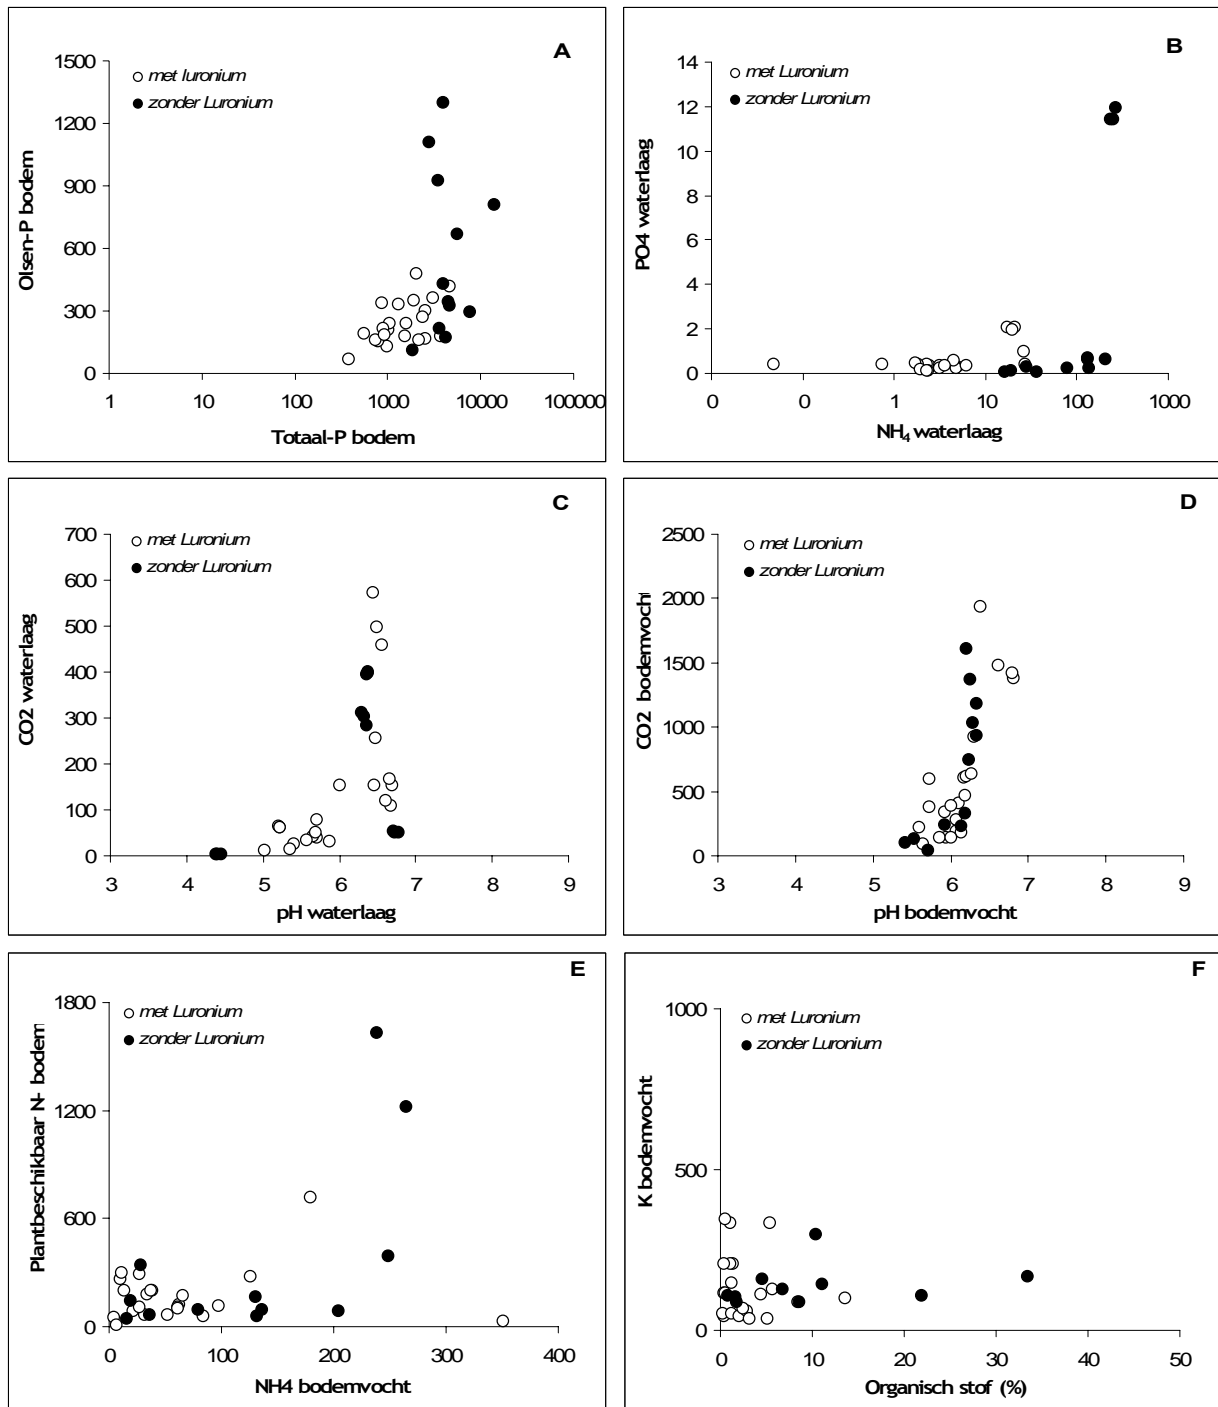 A
1500
1200
900
600
300
0
met luronium
zonder Luronium
Olsen-P bodem
1
10
100
1000
10000
100000
Totaal-P bodem
B
14
12
10
8
6
4
2
0
met Luronium
zonder Luronium
PO4 waterlaag
0
0
1
10
100
1000
NH₄ waterlaag
C
700
600
500
400
300
200
100
0
met Luronium
zonder Luronium
CO2 waterlaag
3
4
5
6
7
8
9
pH waterlaag
D
2500
2000
1500
1000
500
0
met Luronium
zonder Luronium
CO2 bodemvocht
3
4
5
6
7
8
9
pH bodemvocht
E
1800
1200
600
0
met Luronium
zonder Luronium
Plantbeschikbaar N- bodem
0
100
200
300
400
NH4 bodemvocht
F
1000
500
0
met Luronium
zonder Luronium
K bodemvocht
0
10
20
30
40
50
Organisch stof (%)